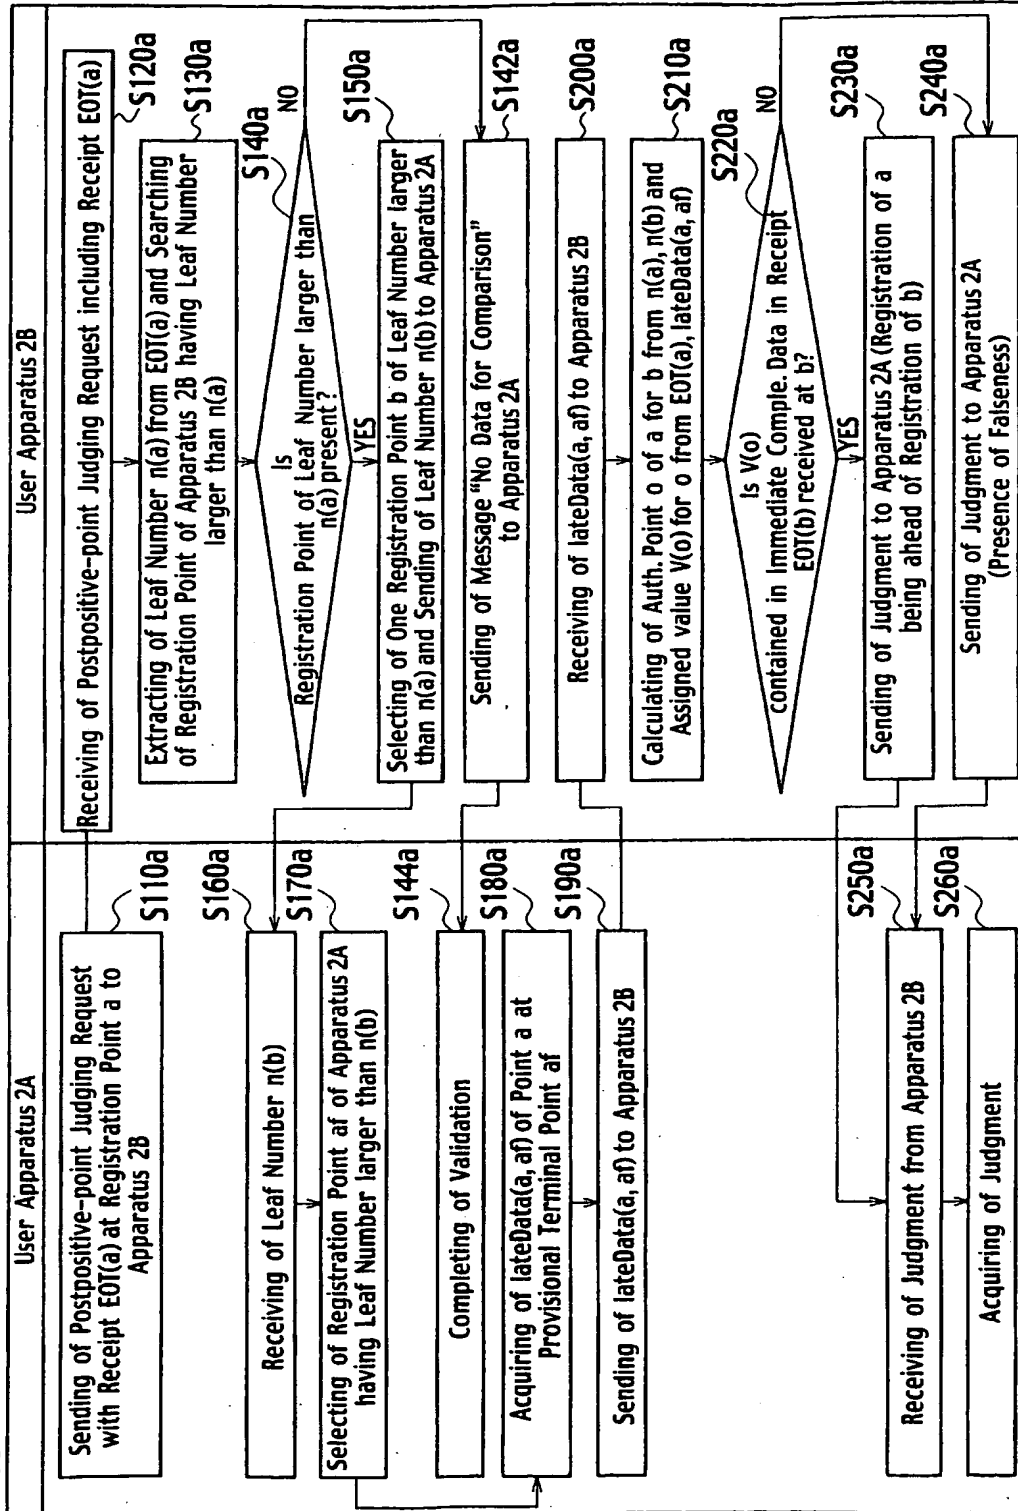 User Apparatus 2A
Sending of Postpositive-point Judging Request
with Receipt EOT(a) at Registration Point a to
Apparatus 2B
S110a
Receiving of Leaf Number n(b)
S160a
Selecting of Registration Point af of Apparatus 2A
having Leaf Number larger than n(b)
S170a
Completing of Validation
S144a
Acquiring of lateData(a, af) of Point a at
Provisional Terminal Point af
S180a
Sending of lateData(a, af) to Apparatus 2B
S190a
Receiving of Judgment from Apparatus 2B
S250a
Acquiring of Judgment
S260a
User Apparatus 2B
Receiving of Postpositive-point Judging Request including Receipt EOT(a)
S120a
Extracting of Leaf Number n(a) from EOT(a) and Searching
of Registration Point of Apparatus 2B having Leaf Number
larger than n(a)
S130a
S140a
Is
Registration Point of Leaf Number larger than
n(a) present?
NO
YES
S150a
Selecting of One Registration Point b of Leaf Number larger
than n(a) and Sending of Leaf Number n(b) to Apparatus 2A
Sending of Message "No Data for Comparison"
to Apparatus 2A
S142a
Receiving of lateData(a, af) to Apparatus 2B
S200a
Calculating of Auth. Point o of a for b from n(a), n(b) and
Assigned value V(o) for o from EOT(a), lateData(a, af)
S210a
S220a
Is V(o)
contained in Immediate Comple. Data in Receipt
EOT(b) received at b?
NO
YES
Sending of Judgment to Apparatus 2A (Registration of a
being ahead of Registration of b)
S230a
Sending of Judgment to Apparatus 2A
(Presence of Falseness)
S240a